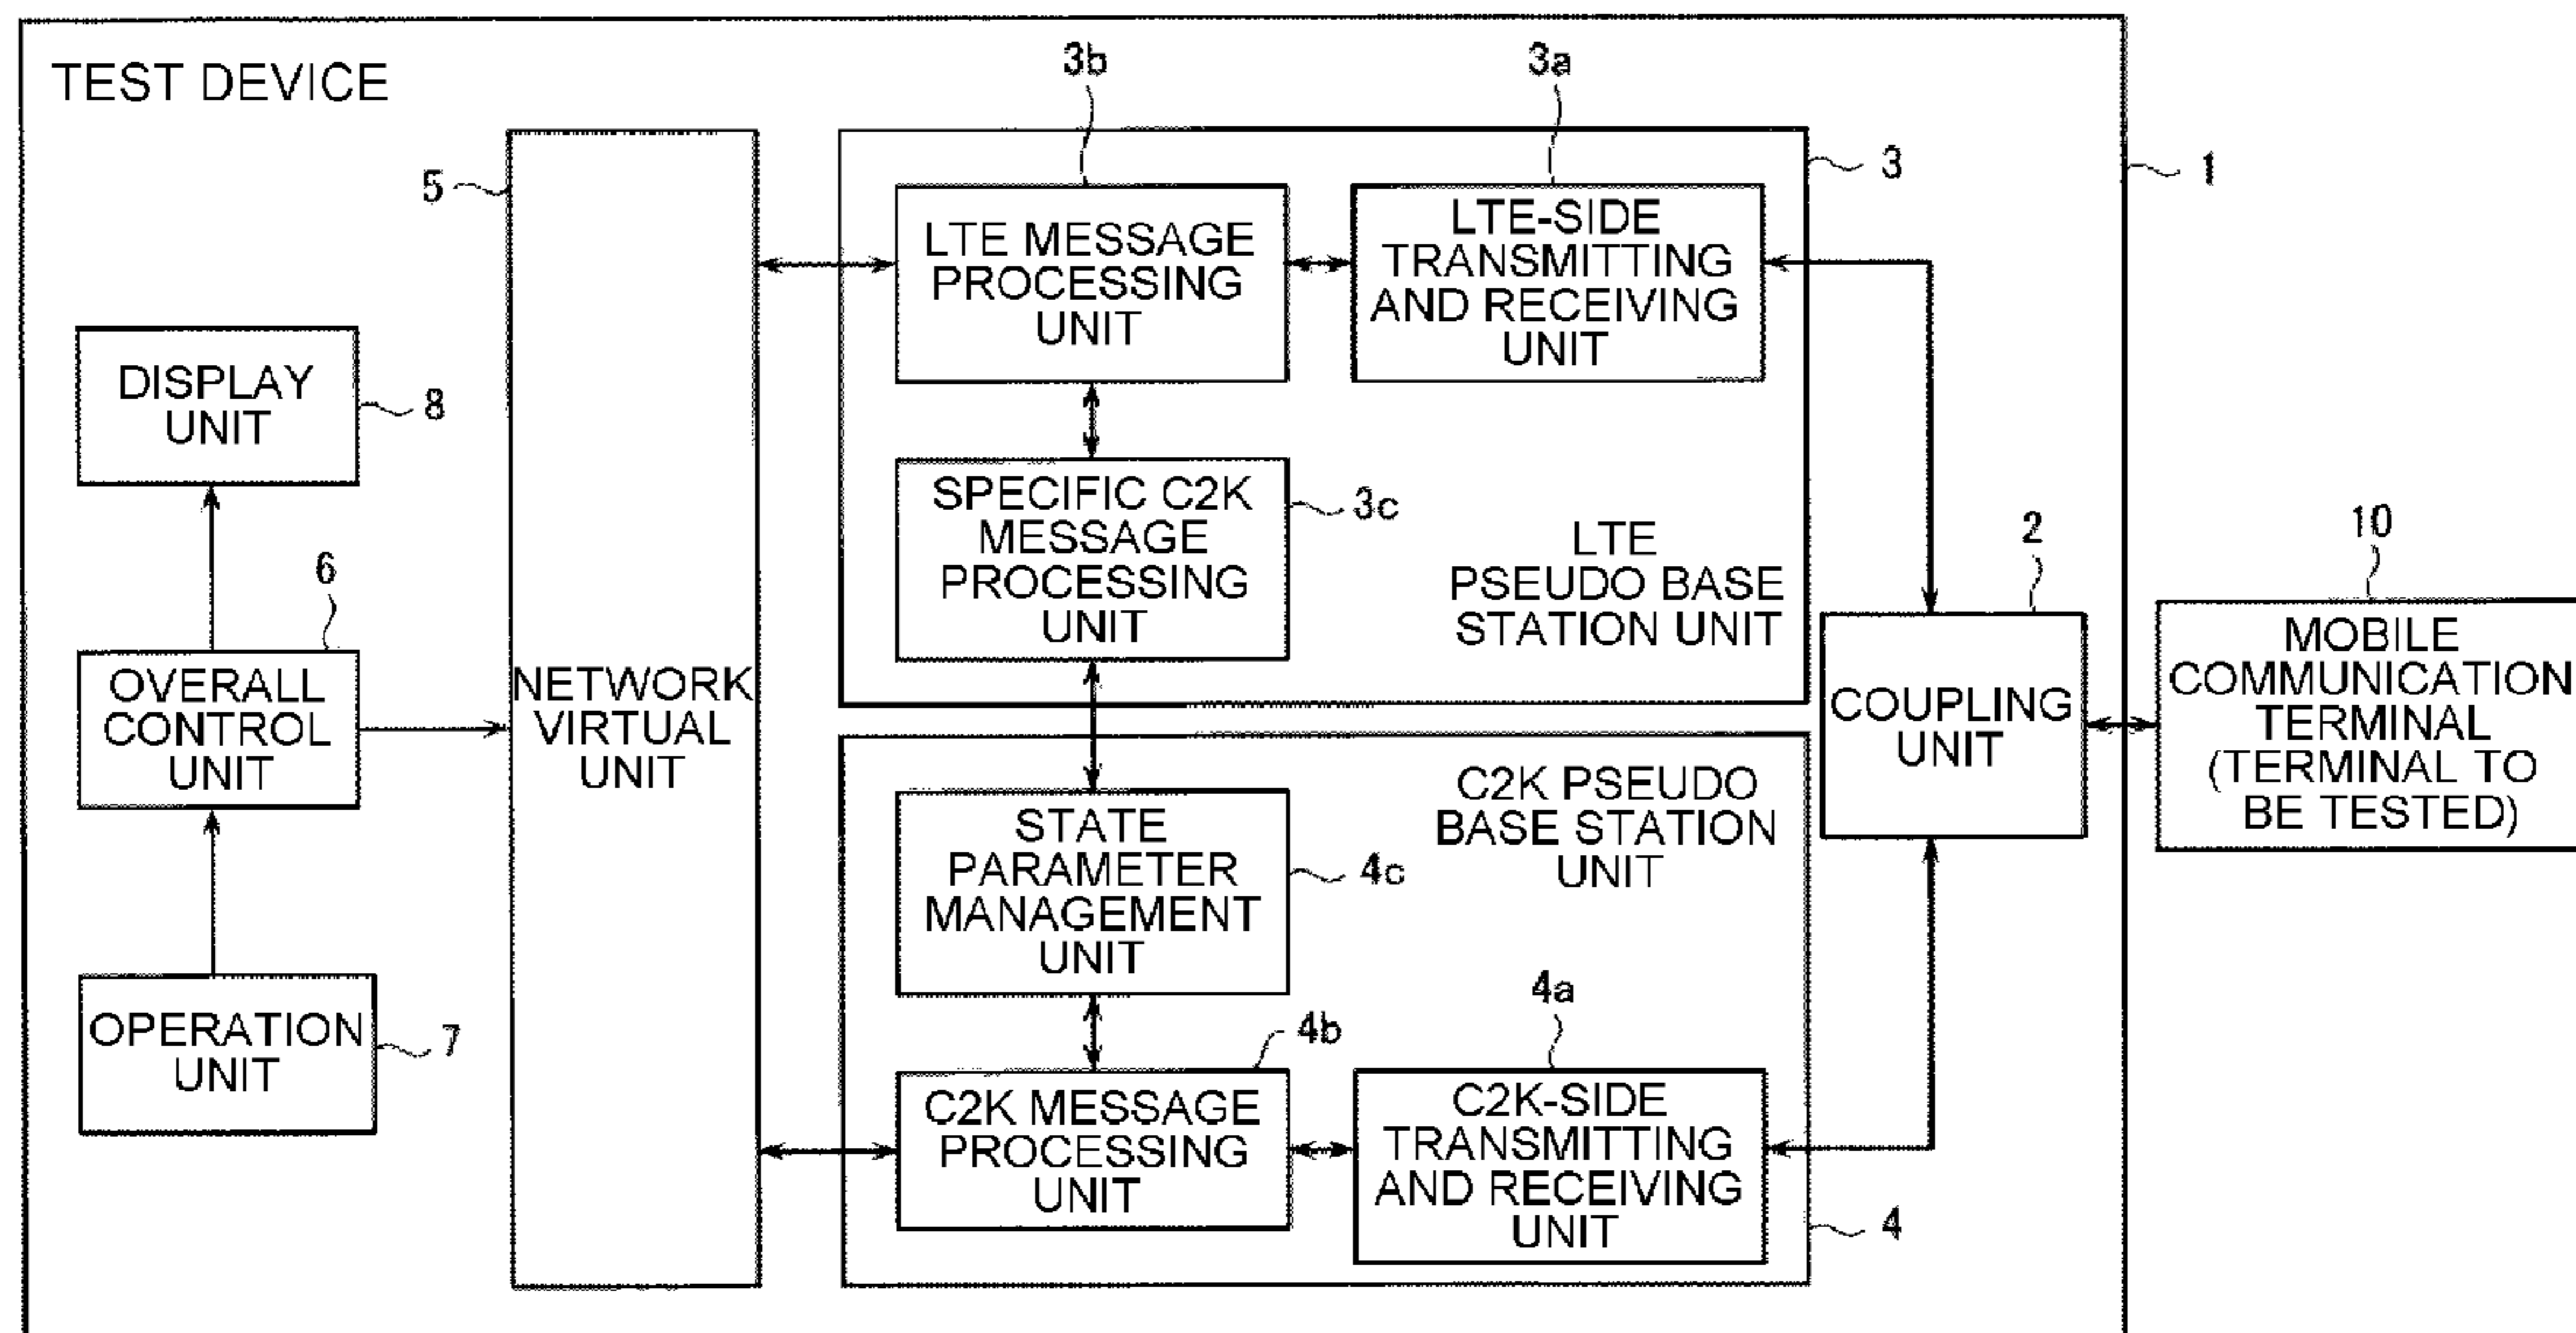 TEST DEVICE
3b
3a
5
3
1
LTE MESSAGE
PROCESSING
UNIT
LTE-SIDE
TRANSMITTING
AND RECEIVING
UNIT
DISPLAY
UNIT
8
SPECIFIC C2K
MESSAGE
PROCESSING
UNIT
3c
LTE
PSEUDO BASE
STATION UNIT
2
10
6
OVERALL
CONTROL
UNIT
NETWORK
VIRTUAL
UNIT
COUPLING
UNIT
MOBILE
COMMUNICATION
TERMINAL
(TERMINAL TO
BE TESTED)
STATE
PARAMETER
MANAGEMENT
UNIT
4c
C2K PSEUDO
BASE STATION
UNIT
OPERATION
UNIT
7
4b
4a
C2K MESSAGE
PROCESSING
UNIT
C2K-SIDE
TRANSMITTING
AND RECEIVING
UNIT
4